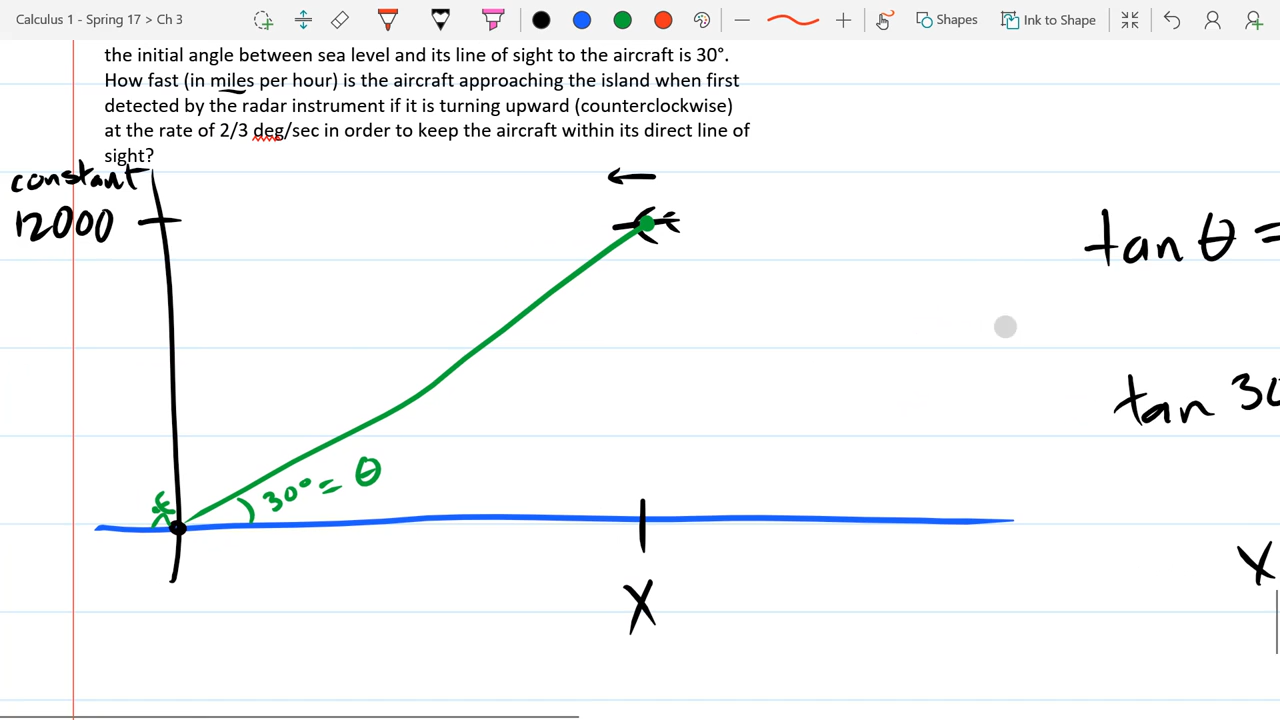 Calculus 1 - Spring 17 > Ch 3
Shapes
Ink to Shape
the initial angle between sea level and its line of sight to the aircraft is 30°.
How fast (in miles per hour) is the aircraft approaching the island when first
detected by the radar instrument if it is turning upward (counterclockwise)
at the rate of 2/3 deg/sec in order to keep the aircraft within its direct line of
sight?
constant
12000
tan θ =
tan 30
30° = θ
x
X